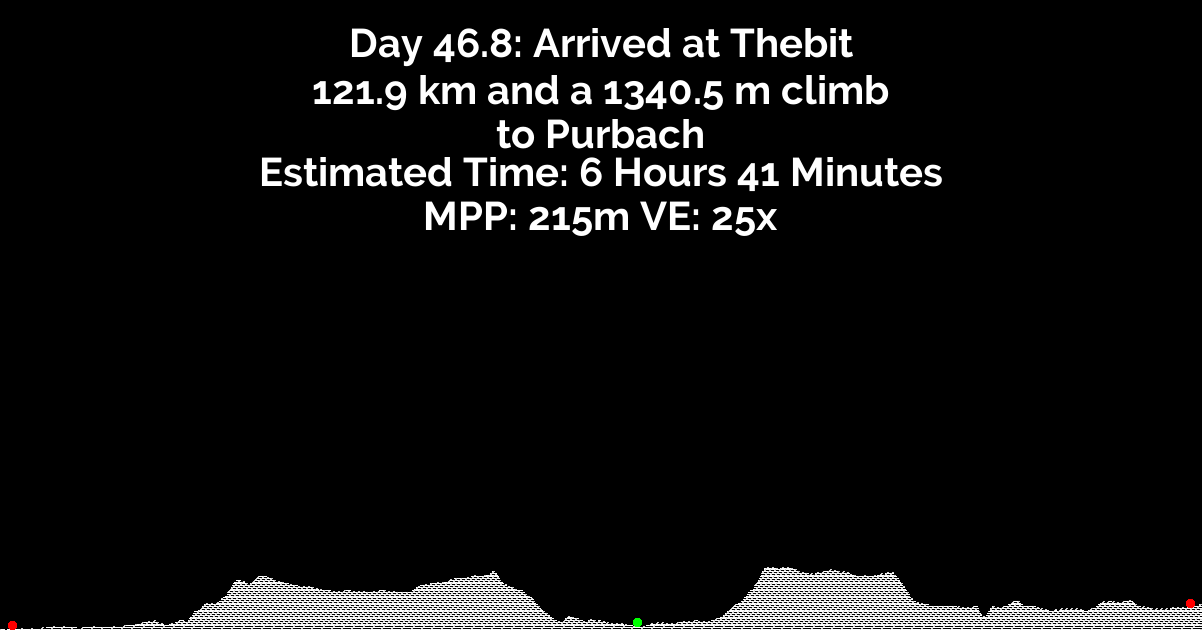 Day 46.8: Arrived at Thebit
121.9 km and a 1340.5 m climb
to Purbach
Estimated Time: 6 Hours 41 Minutes
MPP: 215m VE: 25x